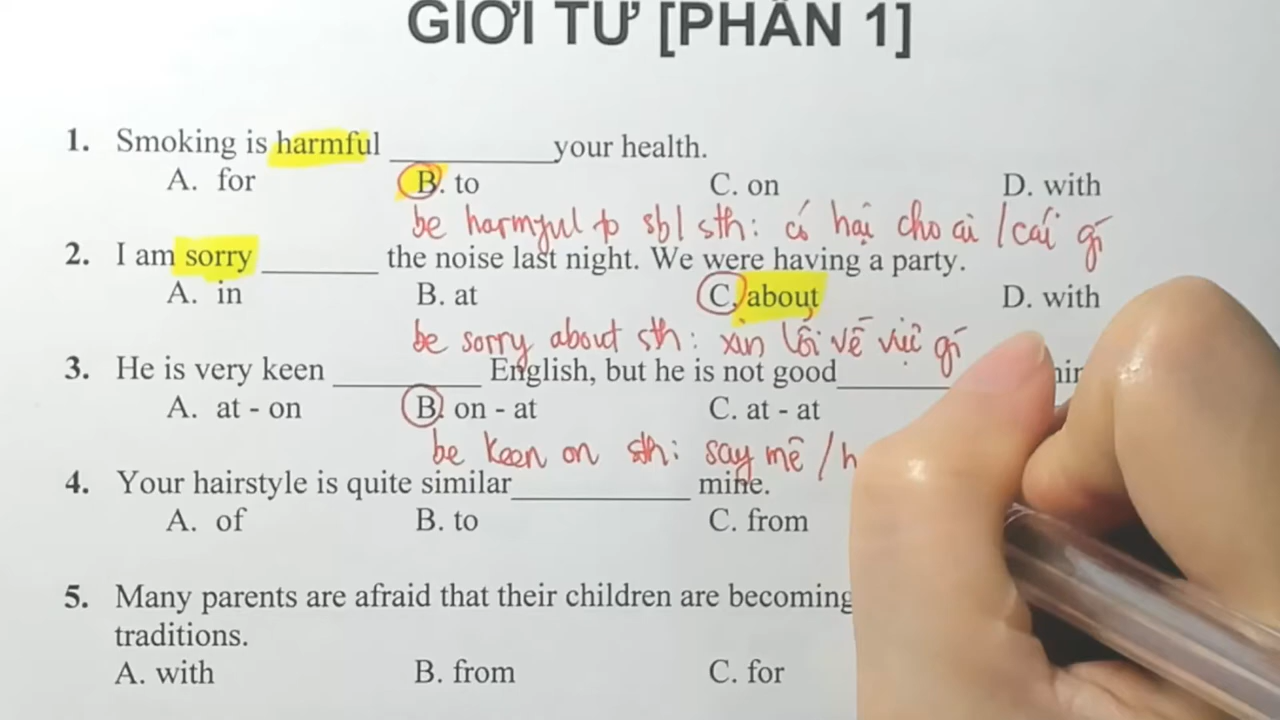 GIỚI TỪ [PHẦN 1]
1. Smoking is harmful __________ your health.
A. for B. to C. on D. with
be harmful to sb/sth: có hại cho ai /cái gì
2. I am sorry _______ the noise last night. We were having a party.
A. in B. at C. about D. with
be sorry about sth: xin lỗi về việc gì
3. He is very keen _________ English, but he is not good_______
A. at - on B. on - at C. at - at
be keen on sth: say mê /h
4. Your hairstyle is quite similar___________ mine.
A. of B. to C. from
5. Many parents are afraid that their children are becoming
traditions.
A. with B. from C. for